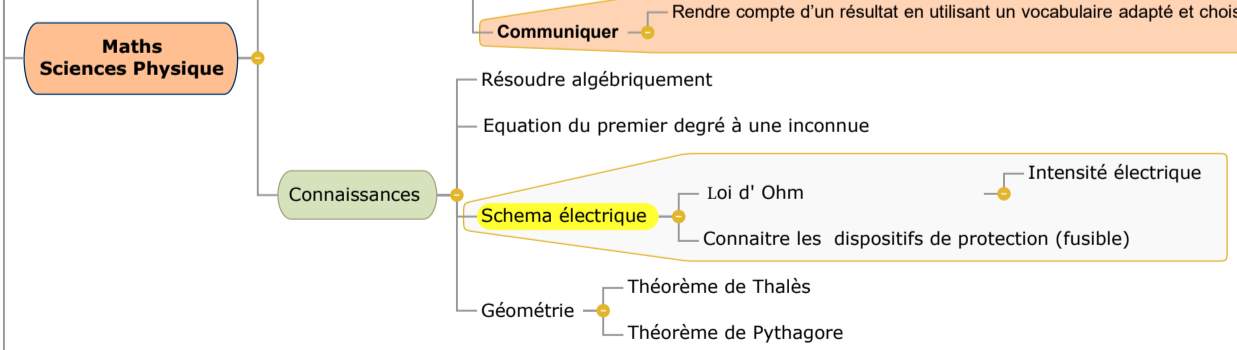 Rendre compte d'un résultat en utilisant un vocabulaire adapté et
Communiquer
Maths
Sciences Physique
Résoudre algébriquement
Equation du premier degré à une inconnue
Connaissances
Intensité électrique
Loi d' Ohm
Schema électrique
Connaitre les dispositifs de protection (fusible)
Théorème de Thalès
Géométrie
Théorème de Pythagore